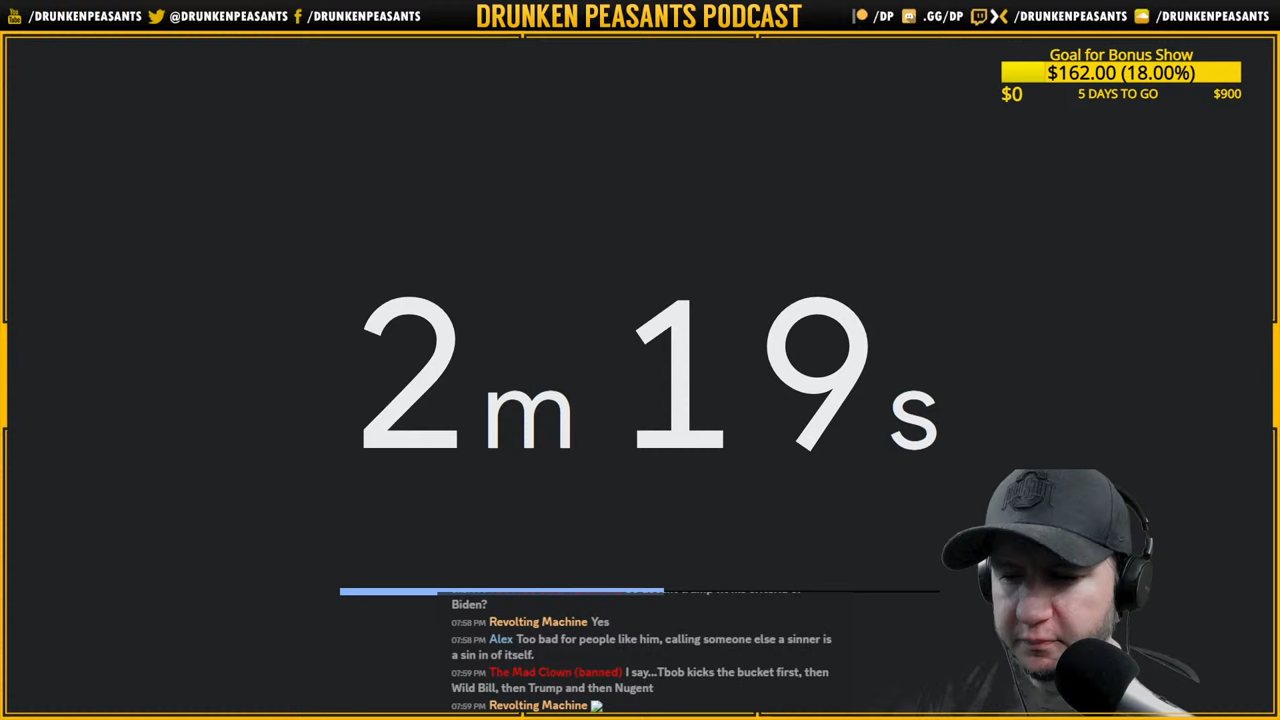 /DRUNKENPEASANTS @DRUNKENPEASANTS /DRUNKENPEASANTS DRUNKEN PEASANTS PODCAST /DP .GG/DP /DRUNKENPEASANTS /DRUNKENPEASANTS
Goal for Bonus Show
$162.00 (18.00%)
$0 5 DAYS TO GO $900
2m 19s
Biden?
07:58 PM Revolting Machine Yes
07:58 PM Alex Too bad for people like him, calling someone else a sinner is
a sin in of itself.
07:59 PM The Mad Clown (banned) I say...Tbob kicks the bucket first, then
Wild Bill, then Trump and then Nugent
07:59 PM Revolting Machine